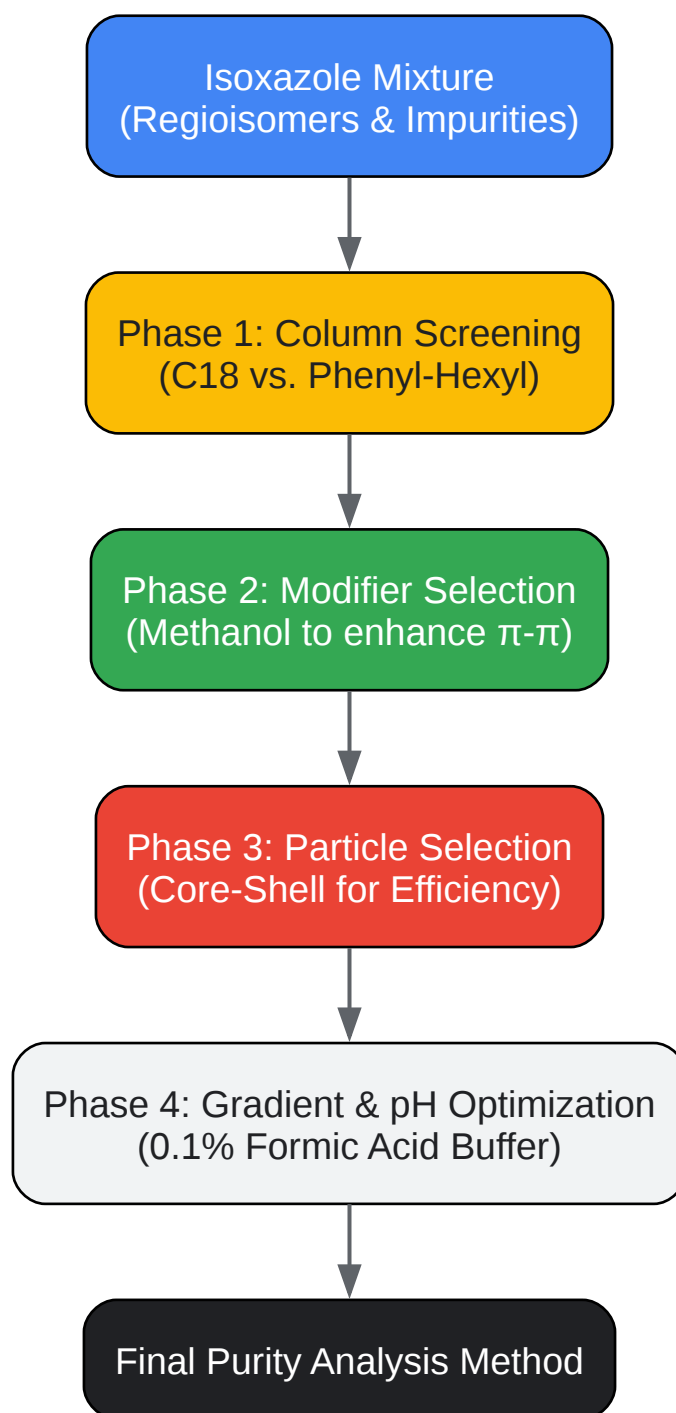 Isoxazole Mixture
(Regioisomers & Impurities)
Phase 1: Column Screening
(C18 vs. Phenyl-Hexyl)
Phase 2: Modifier Selection
(Methanol to enhance π-π)
Phase 3: Particle Selection
(Core-Shell for Efficiency)
Phase 4: Gradient & pH Optimization
(0.1% Formic Acid Buffer)
Final Purity Analysis Method